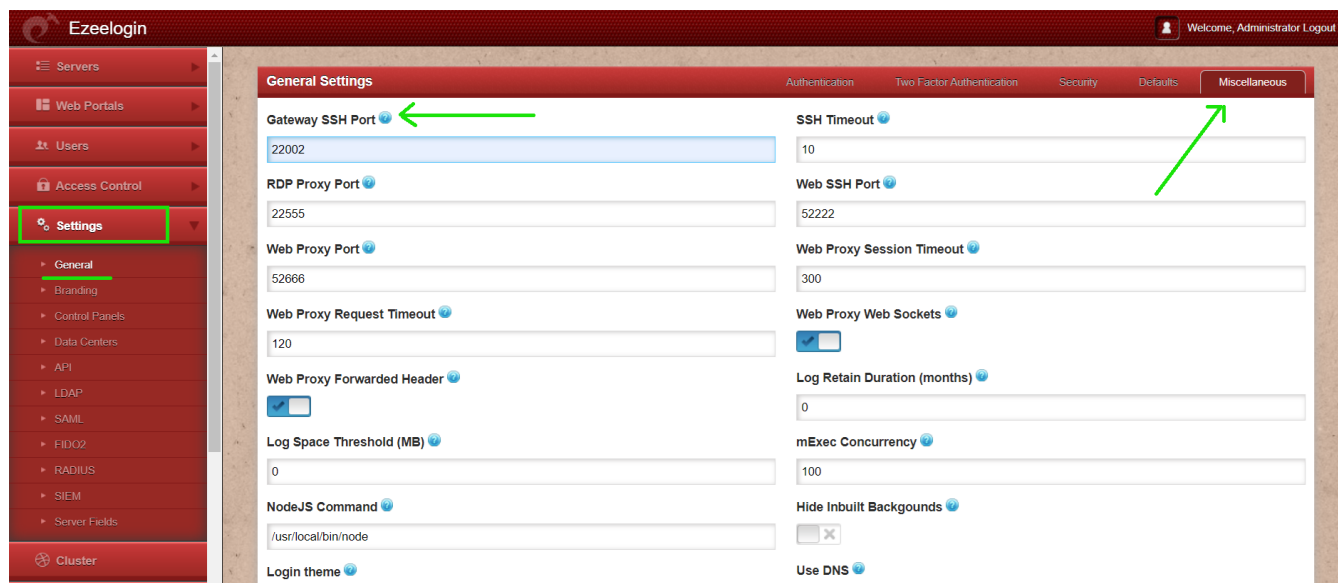 Ezeelogin
Welcome, Administrator Logout
Servers
Web Portals
Users
Access Control
Settings
General
Branding
Control Panels
Data Centers
API
LDAP
SAML
FIDO2
RADIUS
SIEM
Server Fields
Cluster
General Settings
Authentication
Two Factor Authentication
Security
Defaults
Miscellaneous
Gateway SSH Port
22002
SSH Timeout
10
RDP Proxy Port
22555
Web SSH Port
52222
Web Proxy Port
52666
Web Proxy Session Timeout
300
Web Proxy Request Timeout
120
Web Proxy Web Sockets
Web Proxy Forwarded Header
Log Retain Duration (months)
0
Log Space Threshold (MB)
0
mExec Concurrency
100
NodeJS Command
/usr/local/bin/node
Hide Inbuilt Backgounds
Login theme
Use DNS